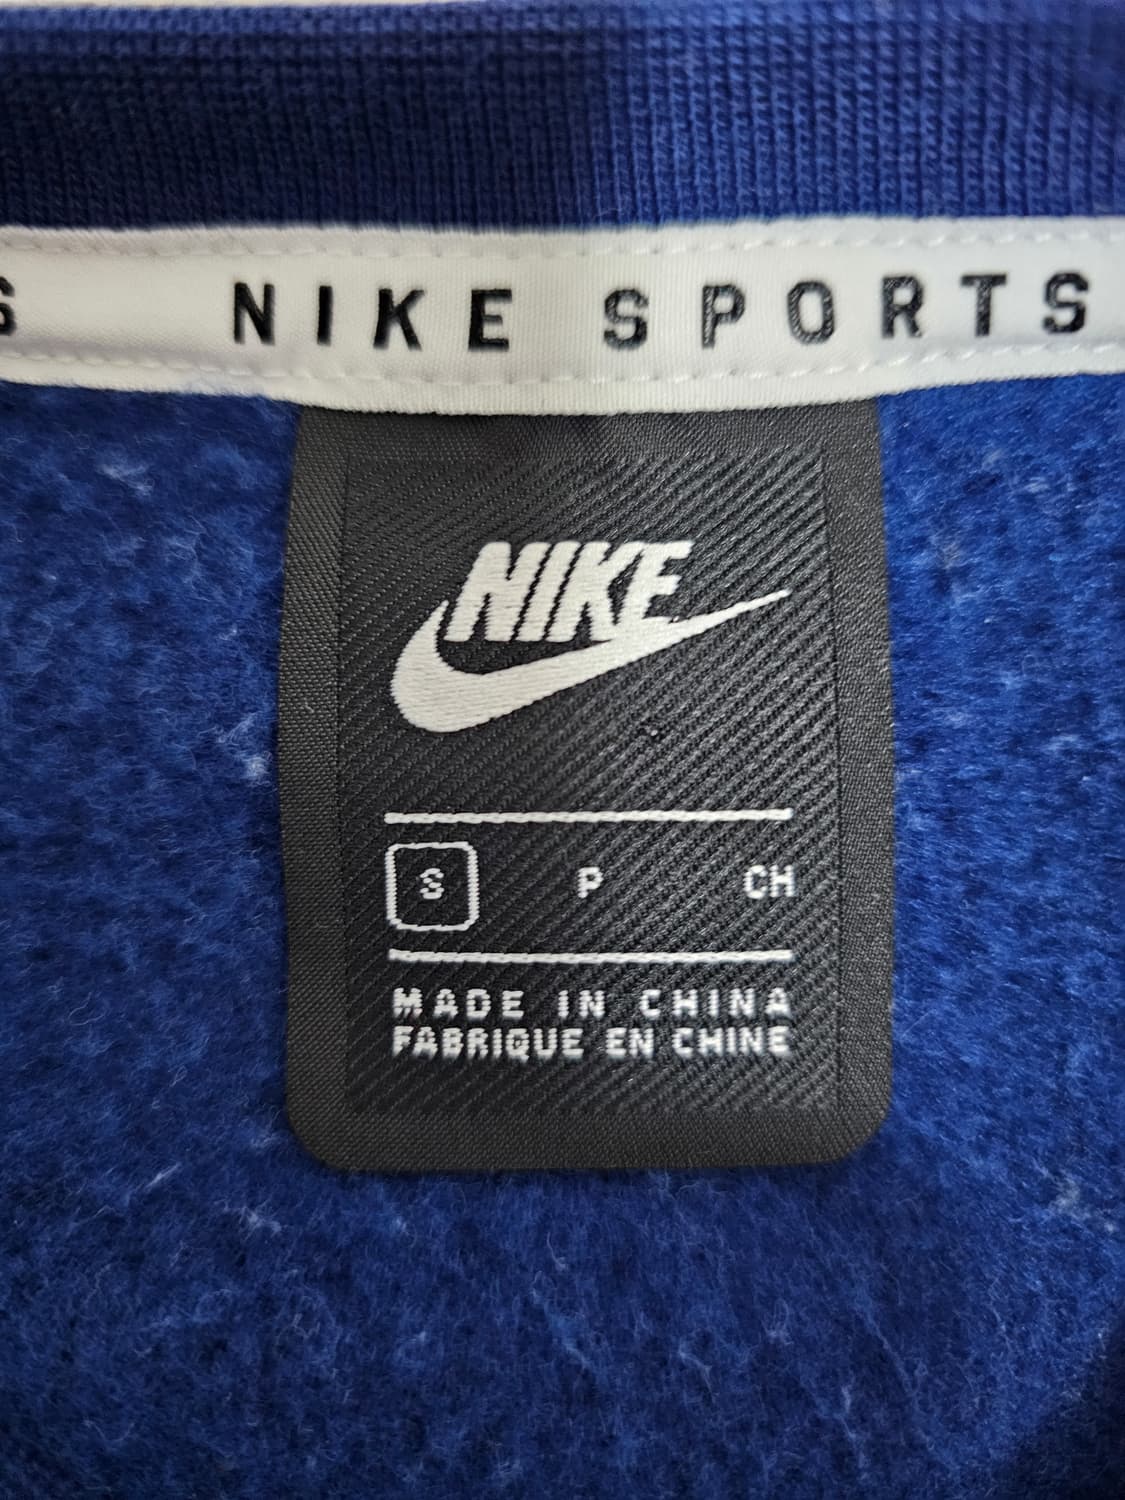 S NIKE SPORTS
NIKE
S P CH
MADE IN CHINA
FABRIQUE EN CHINE